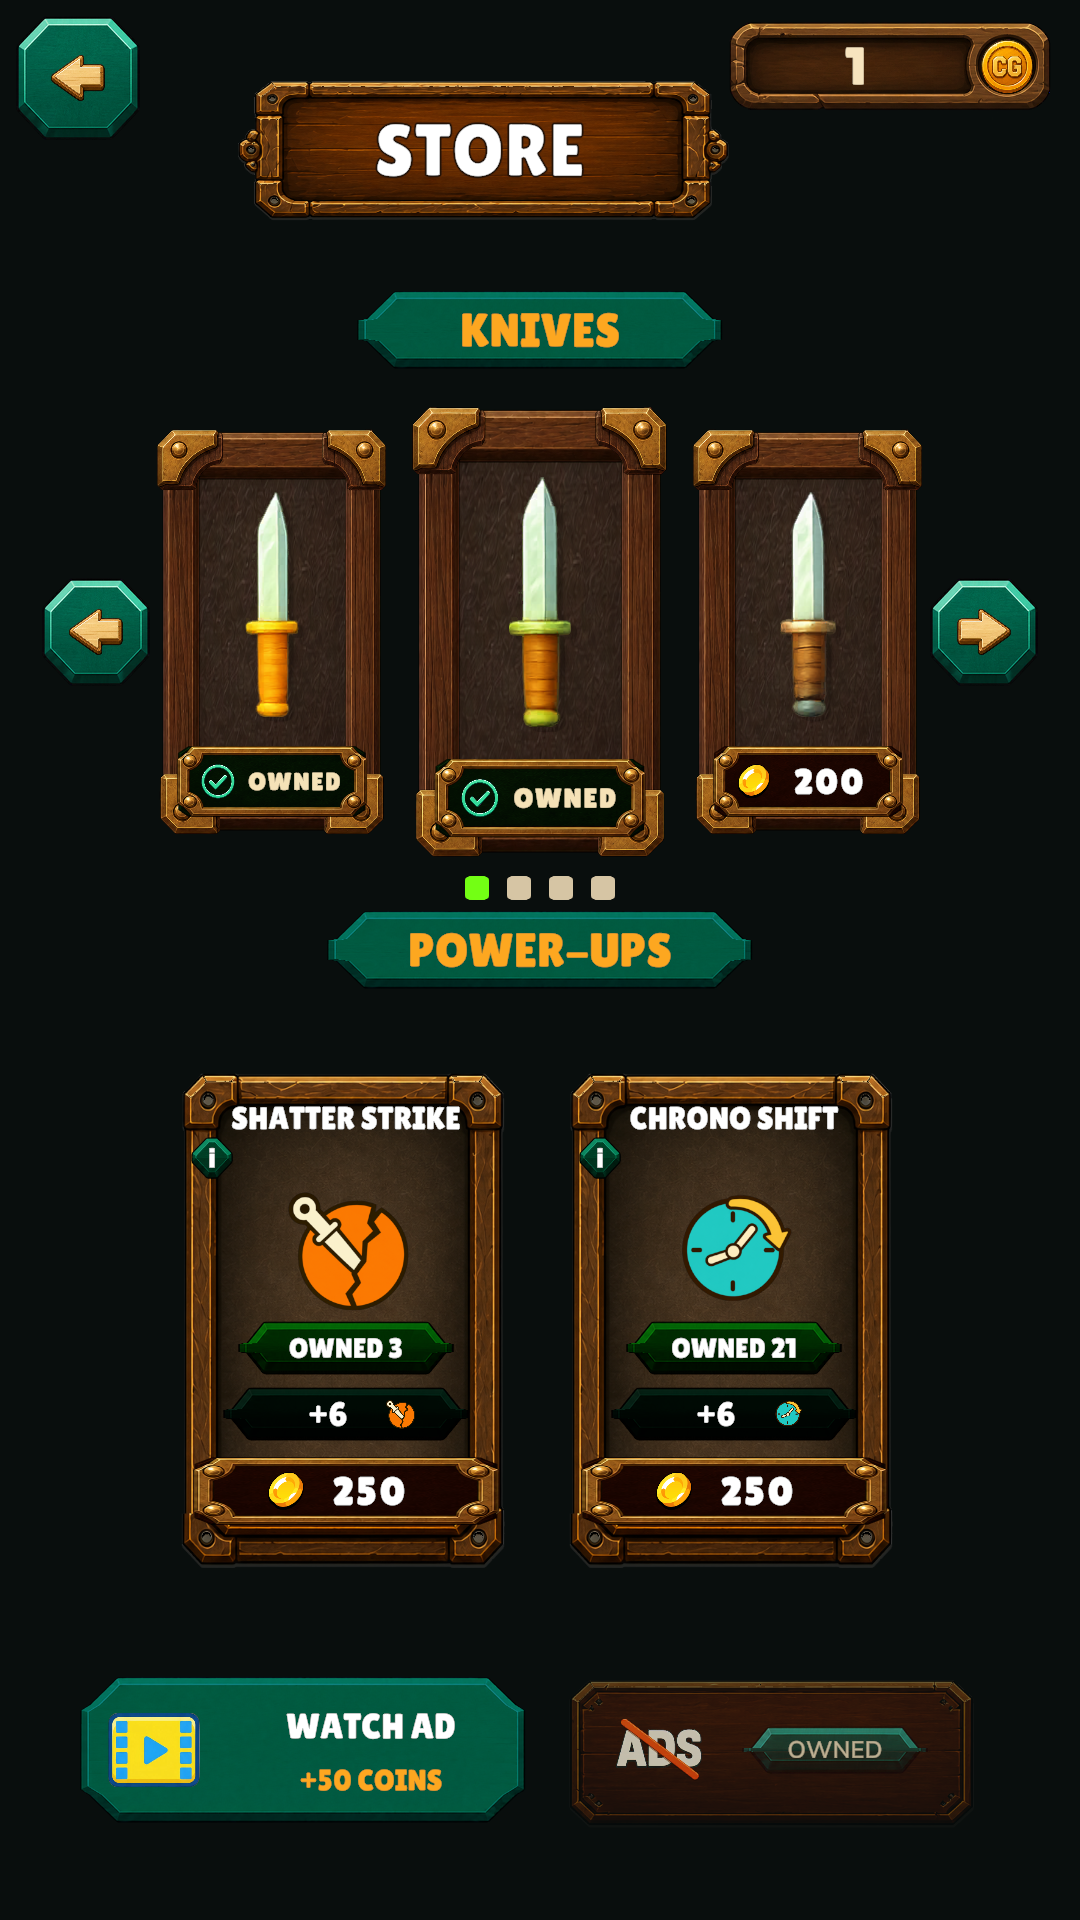 1
CG
STORE
KNIVES
OWNED
OWNED
200
POWER-UPS
SHATTER STRIKE
CHRONO SHIFT
i
i
OWNED 3
OWNED 21
+6
+6
250
250
WATCH AD
+50 COINS
ADS
OWNED